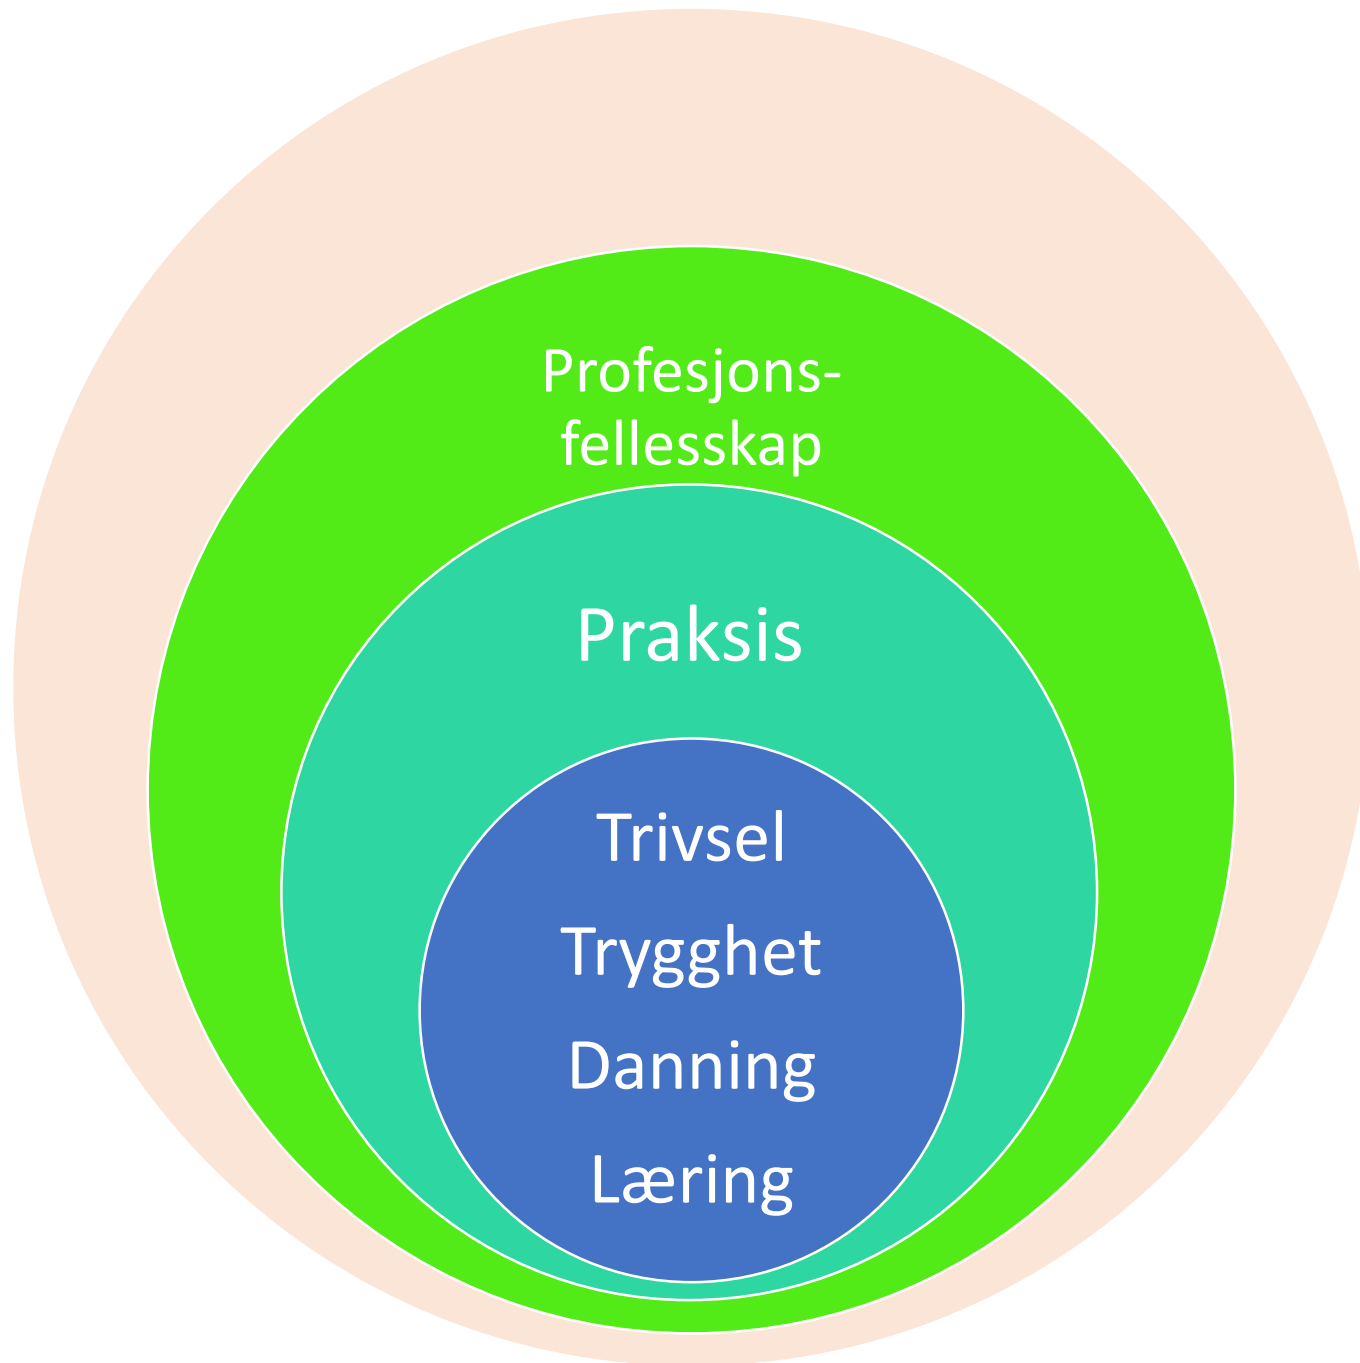 Profesjons-
fellesskap
Praksis
Trivsel
Trygghet
Danning
Læring